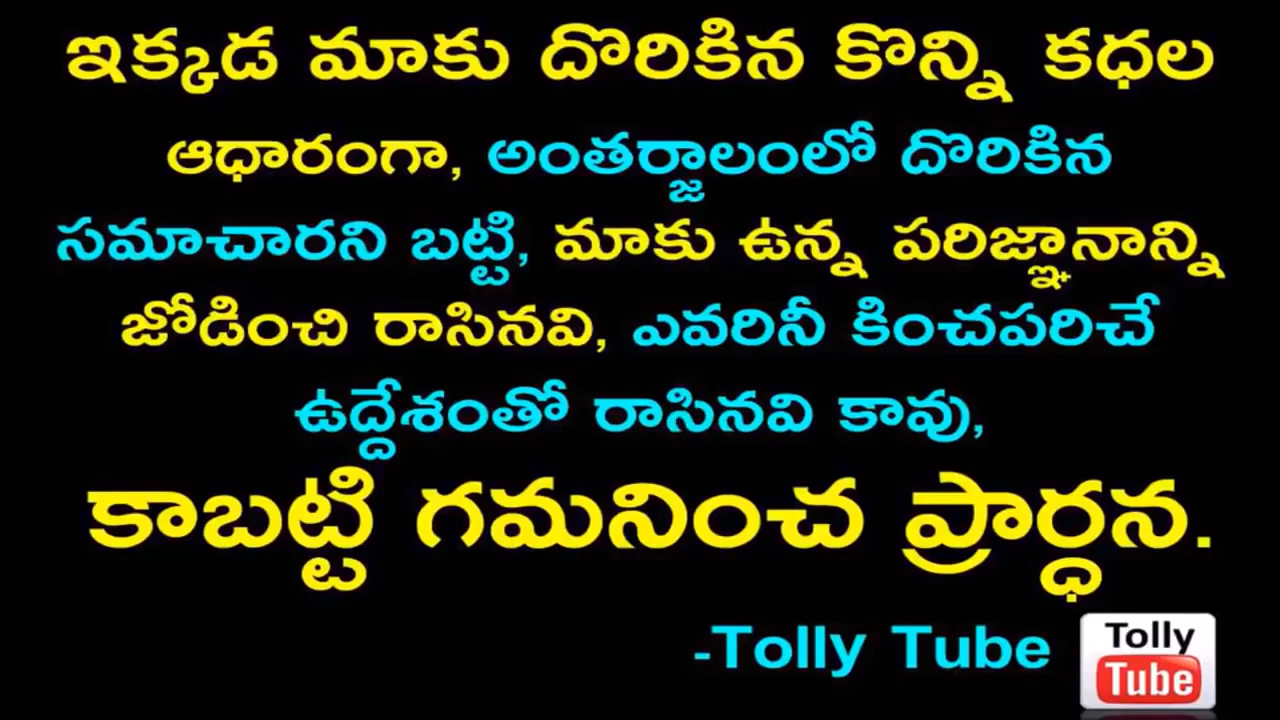 ఇక్కడ మాకు దొరికిన కొన్ని కధల
ఆధారంగా, అంతర్జాలంలో దొరికిన
సమాచారని బట్టి, మాకు ఉన్న పరిజ్ఞానాన్ని
జోడించి రాసినవి, ఎవరినీ కించపరిచే
ఉద్దేశంతో రాసినవి కావు,
కాబట్టి గమనించ ప్రార్ధన.
-Tolly Tube
Tolly
Tube